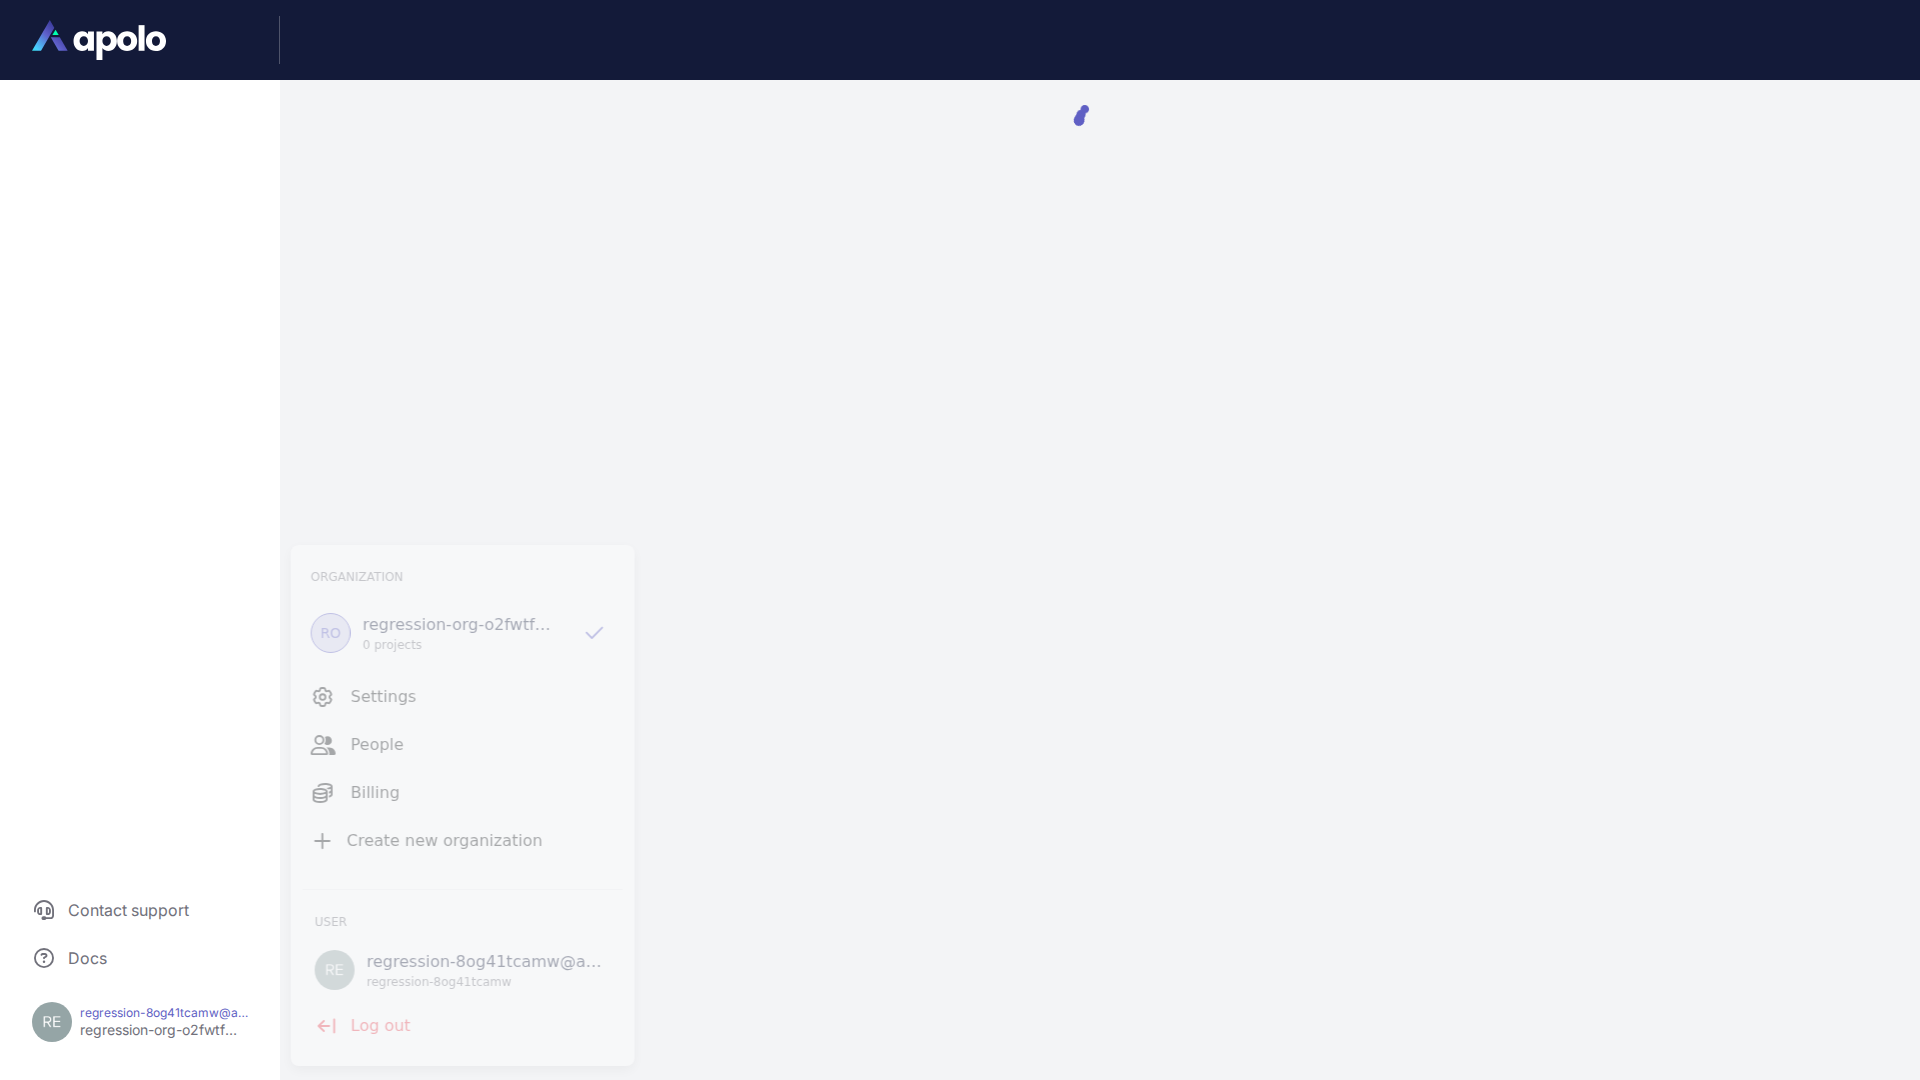 apolo
ORGANIZATION
RO
regression-org-o2fwtf...
0 projects
Settings
People
Billing
Create new organization
USER
RE
regression-8og41tcamw@a...
regression-8og41tcamw
Log out
Contact support
Docs
RE
regression-8og41tcamw@a...
regression-org-o2fwtf...